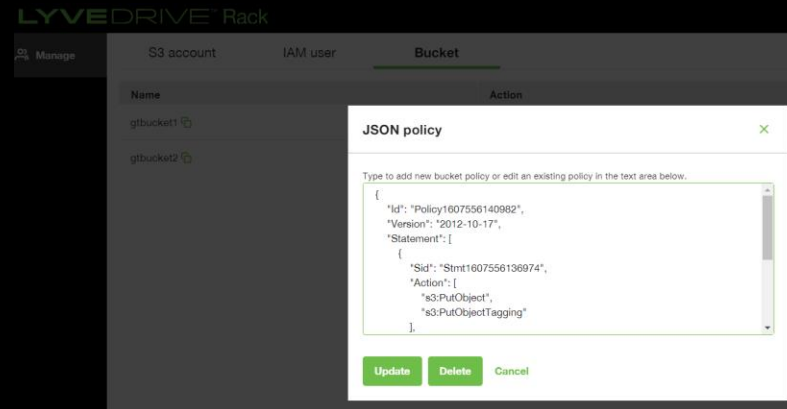 LYVEDRIVE™ Rack
Manage
S3 account IAM user Bucket
Name Action
gtbucket1
gtbucket2
JSON policy
Type to add new bucket policy or edit an existing policy in the text area below.
{
"Id": "Policy1607556140982",
"Version": "2012-10-17",
"Statement": [
{
"Sid": "Stmt1607556136974",
"Action": [
"s3:PutObject",
"s3:PutObjectTagging"
],
Update Delete Cancel